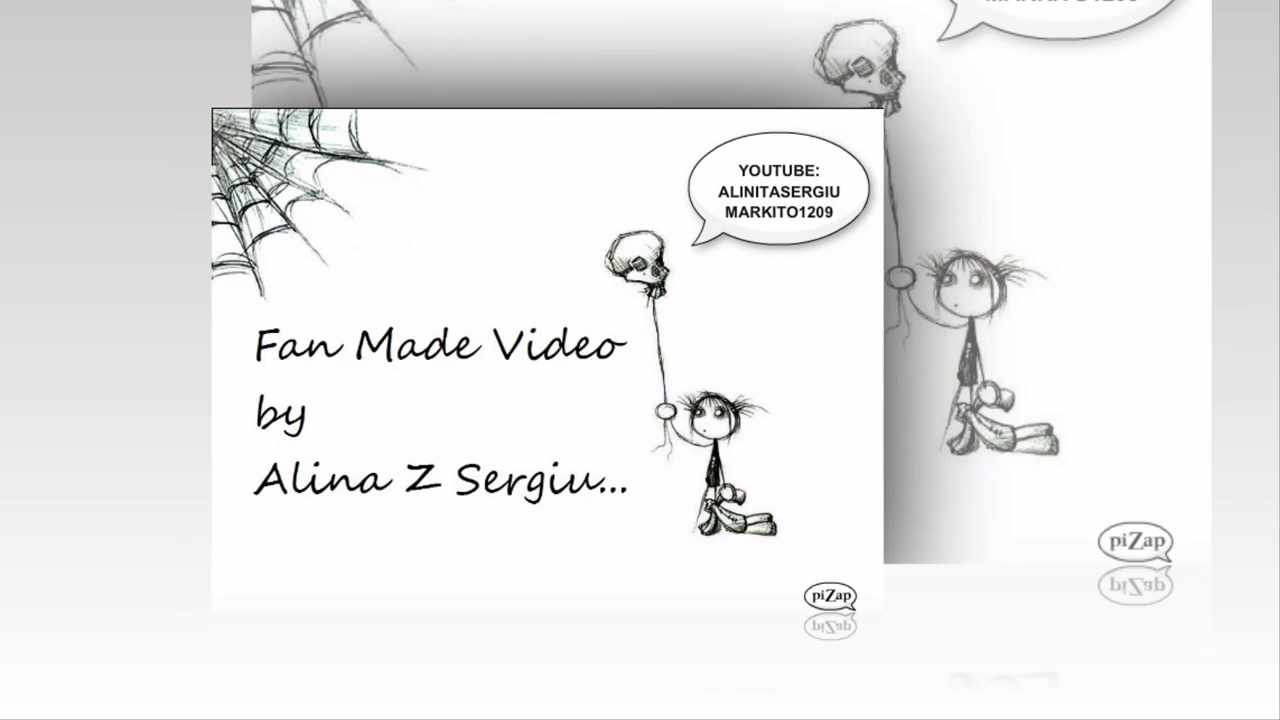 YOUTUBE:
ALINITASERGIU
MARKITO1209
Fan Made Video
by
Alina Z Sergiu...
piZap
piZap